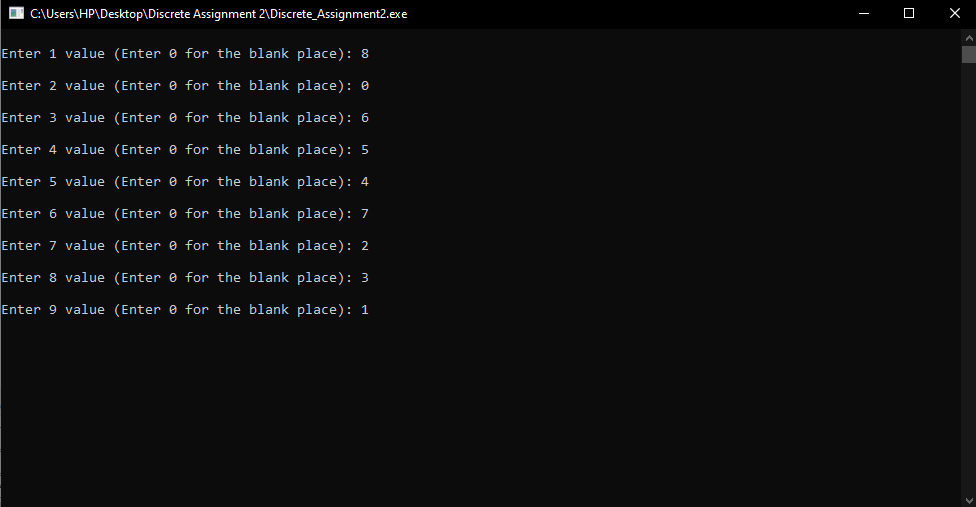 C:\Users\HP\Desktop\Discrete Assignment 2\Discrete_Assignment2.exe
Enter 1 value (Enter 0 for the blank place): 8
Enter 2 value (Enter 0 for the blank place): 0
Enter 3 value (Enter 0 for the blank place): 6
Enter 4 value (Enter 0 for the blank place): 5
Enter 5 value (Enter 0 for the blank place): 4
Enter 6 value (Enter 0 for the blank place): 7
Enter 7 value (Enter 0 for the blank place): 2
Enter 8 value (Enter 0 for the blank place): 3
Enter 9 value (Enter 0 for the blank place): 1